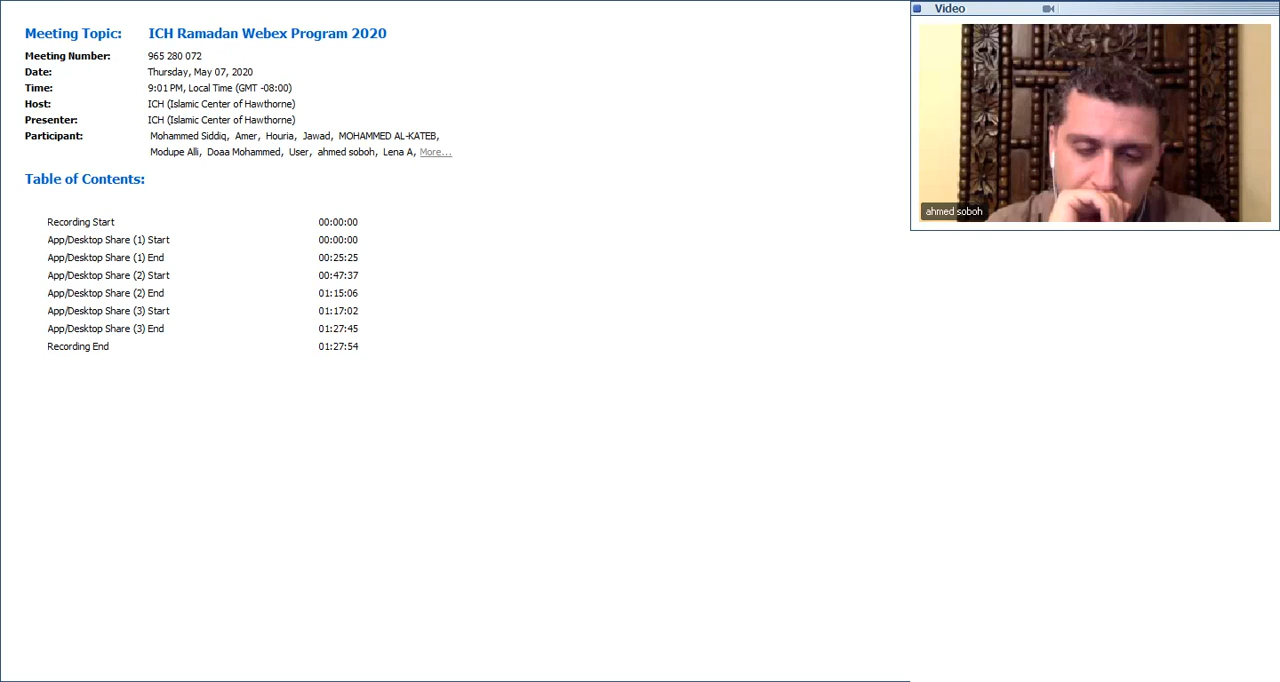 Meeting Topic: ICH Ramadan Webex Program 2020
Meeting Number: 965 280 072
Date: Thursday, May 07, 2020
Time: 9:01 PM, Local Time (GMT -08:00)
Host: ICH (Islamic Center of Hawthorne)
Presenter: ICH (Islamic Center of Hawthorne)
Participant: Mohammed Siddiq, Amer, Houria, Jawad, MOHAMMED AL-KATEB,
Modupe Alli, Doaa Mohammed, User, ahmed soboh, Lena A, More...
Table of Contents:
Recording Start 00:00:00
App/Desktop Share (1) Start 00:00:00
App/Desktop Share (1) End 00:25:25
App/Desktop Share (2) Start 00:47:37
App/Desktop Share (2) End 01:15:06
App/Desktop Share (3) Start 01:17:02
App/Desktop Share (3) End 01:27:45
Recording End 01:27:54
Video
ahmed soboh